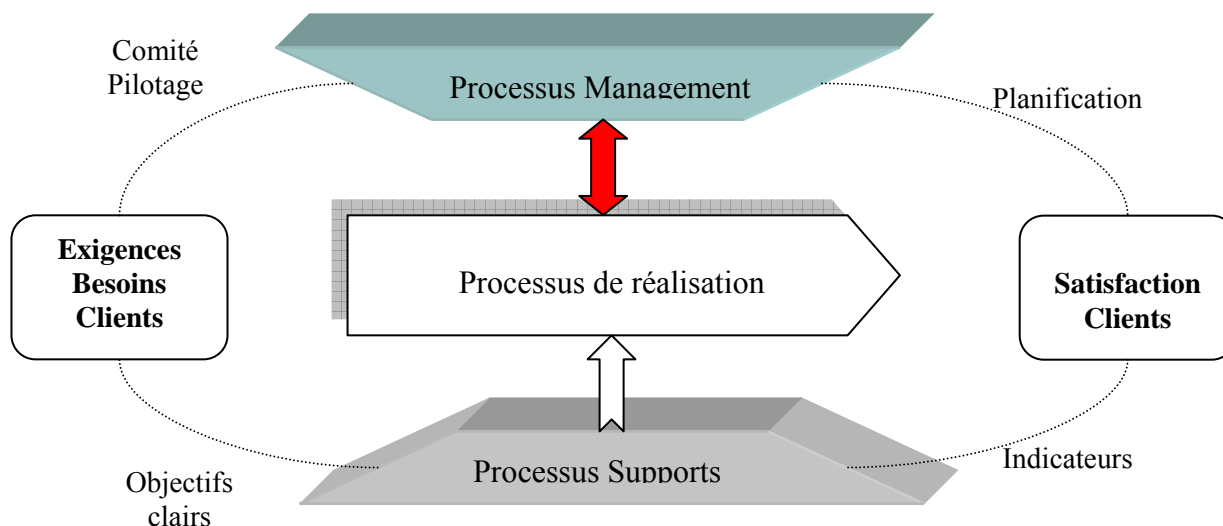 Comité
Pilotage
Processus Management
Planification
Exigences
Besoins
Clients
Processus de réalisation
Satisfaction
Clients
Processus Supports
Indicateurs
Objectifs
clairs